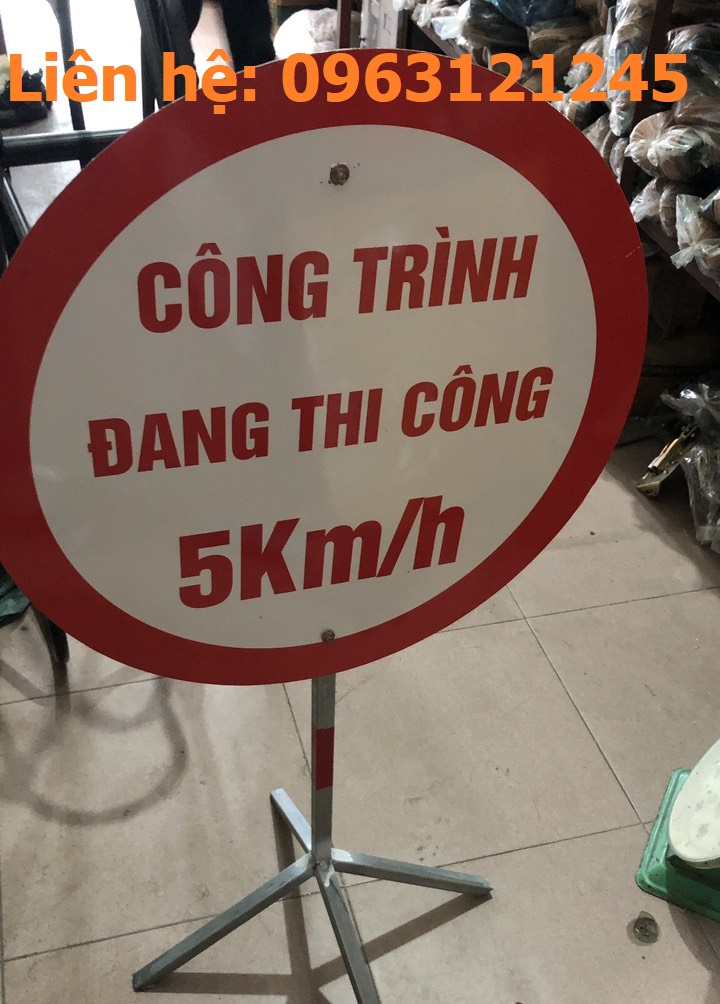 Liên hệ: 0963121245
CÔNG TRÌNH
ĐANG THI CÔNG
5Km/h